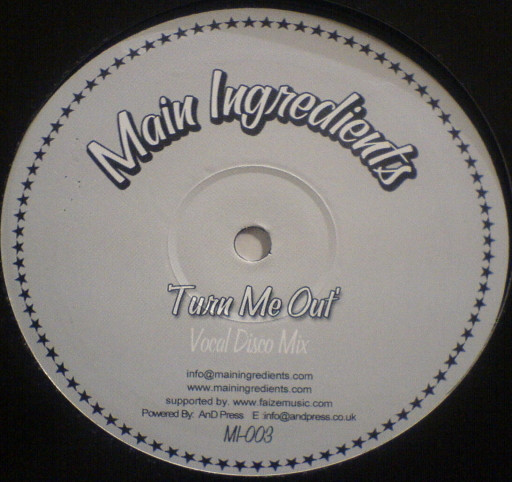 Main Ingredients
'Turn Me Out'
Vocal Disco Mix
info@mainingredients.com
www.mainingredients.com
supported by. www.faizemusic.com
Powered By: AnD Press E :info@andpress.co.uk
MI-003